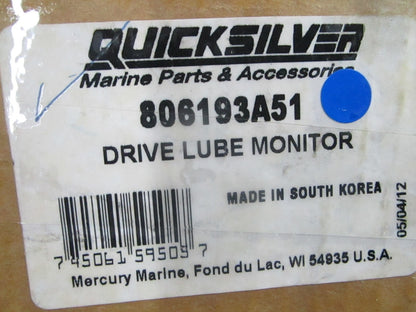 QUICKSILVER
Marine Parts & Accessories
806193A51
DRIVE LUBE MONITOR
MADE IN SOUTH KOREA
05/04/12
7 45061 59505 7
Mercury Marine, Fond du Lac, WI 54935 U.S.A.